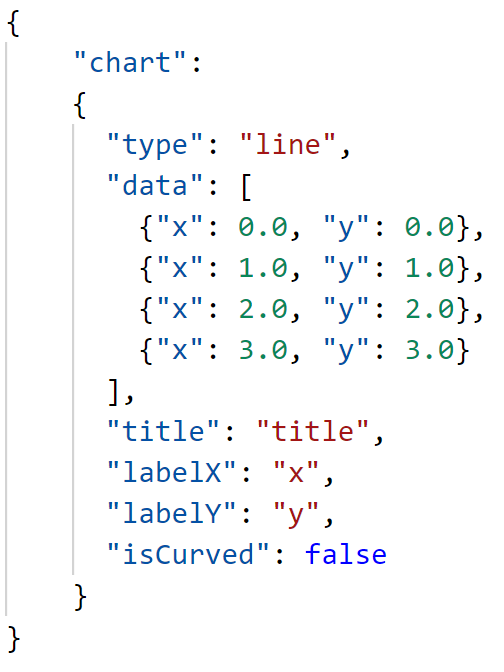 {
    "chart":
    {
      "type": "line",
      "data": [
        {"x": 0.0, "y": 0.0},
        {"x": 1.0, "y": 1.0},
        {"x": 2.0, "y": 2.0},
        {"x": 3.0, "y": 3.0}
      ],
      "title": "title",
      "labelX": "x",
      "labelY": "y",
      "isCurved": false
    }
}